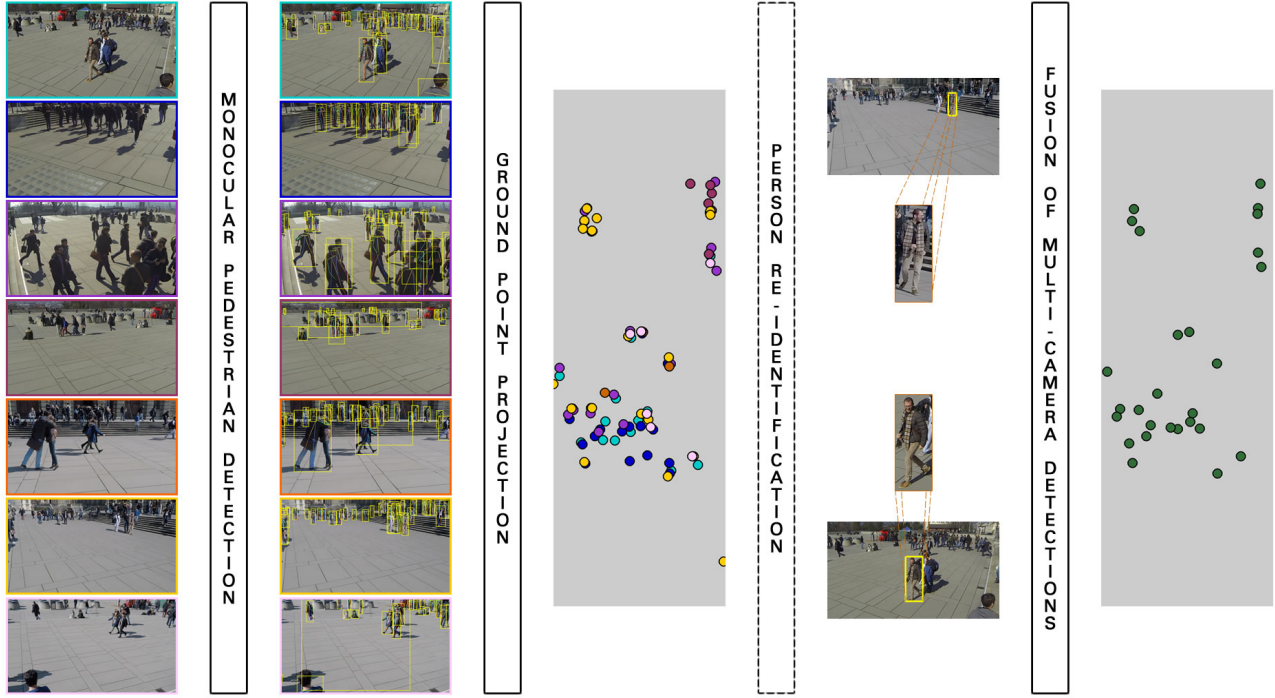 MONOCULAR PEDESTRIAN DETECTION
GROUND POINT PROJECTION
PERSON RE-IDENTIFICATION
FUSION OF MULTI-CAMERA DETECTIONS